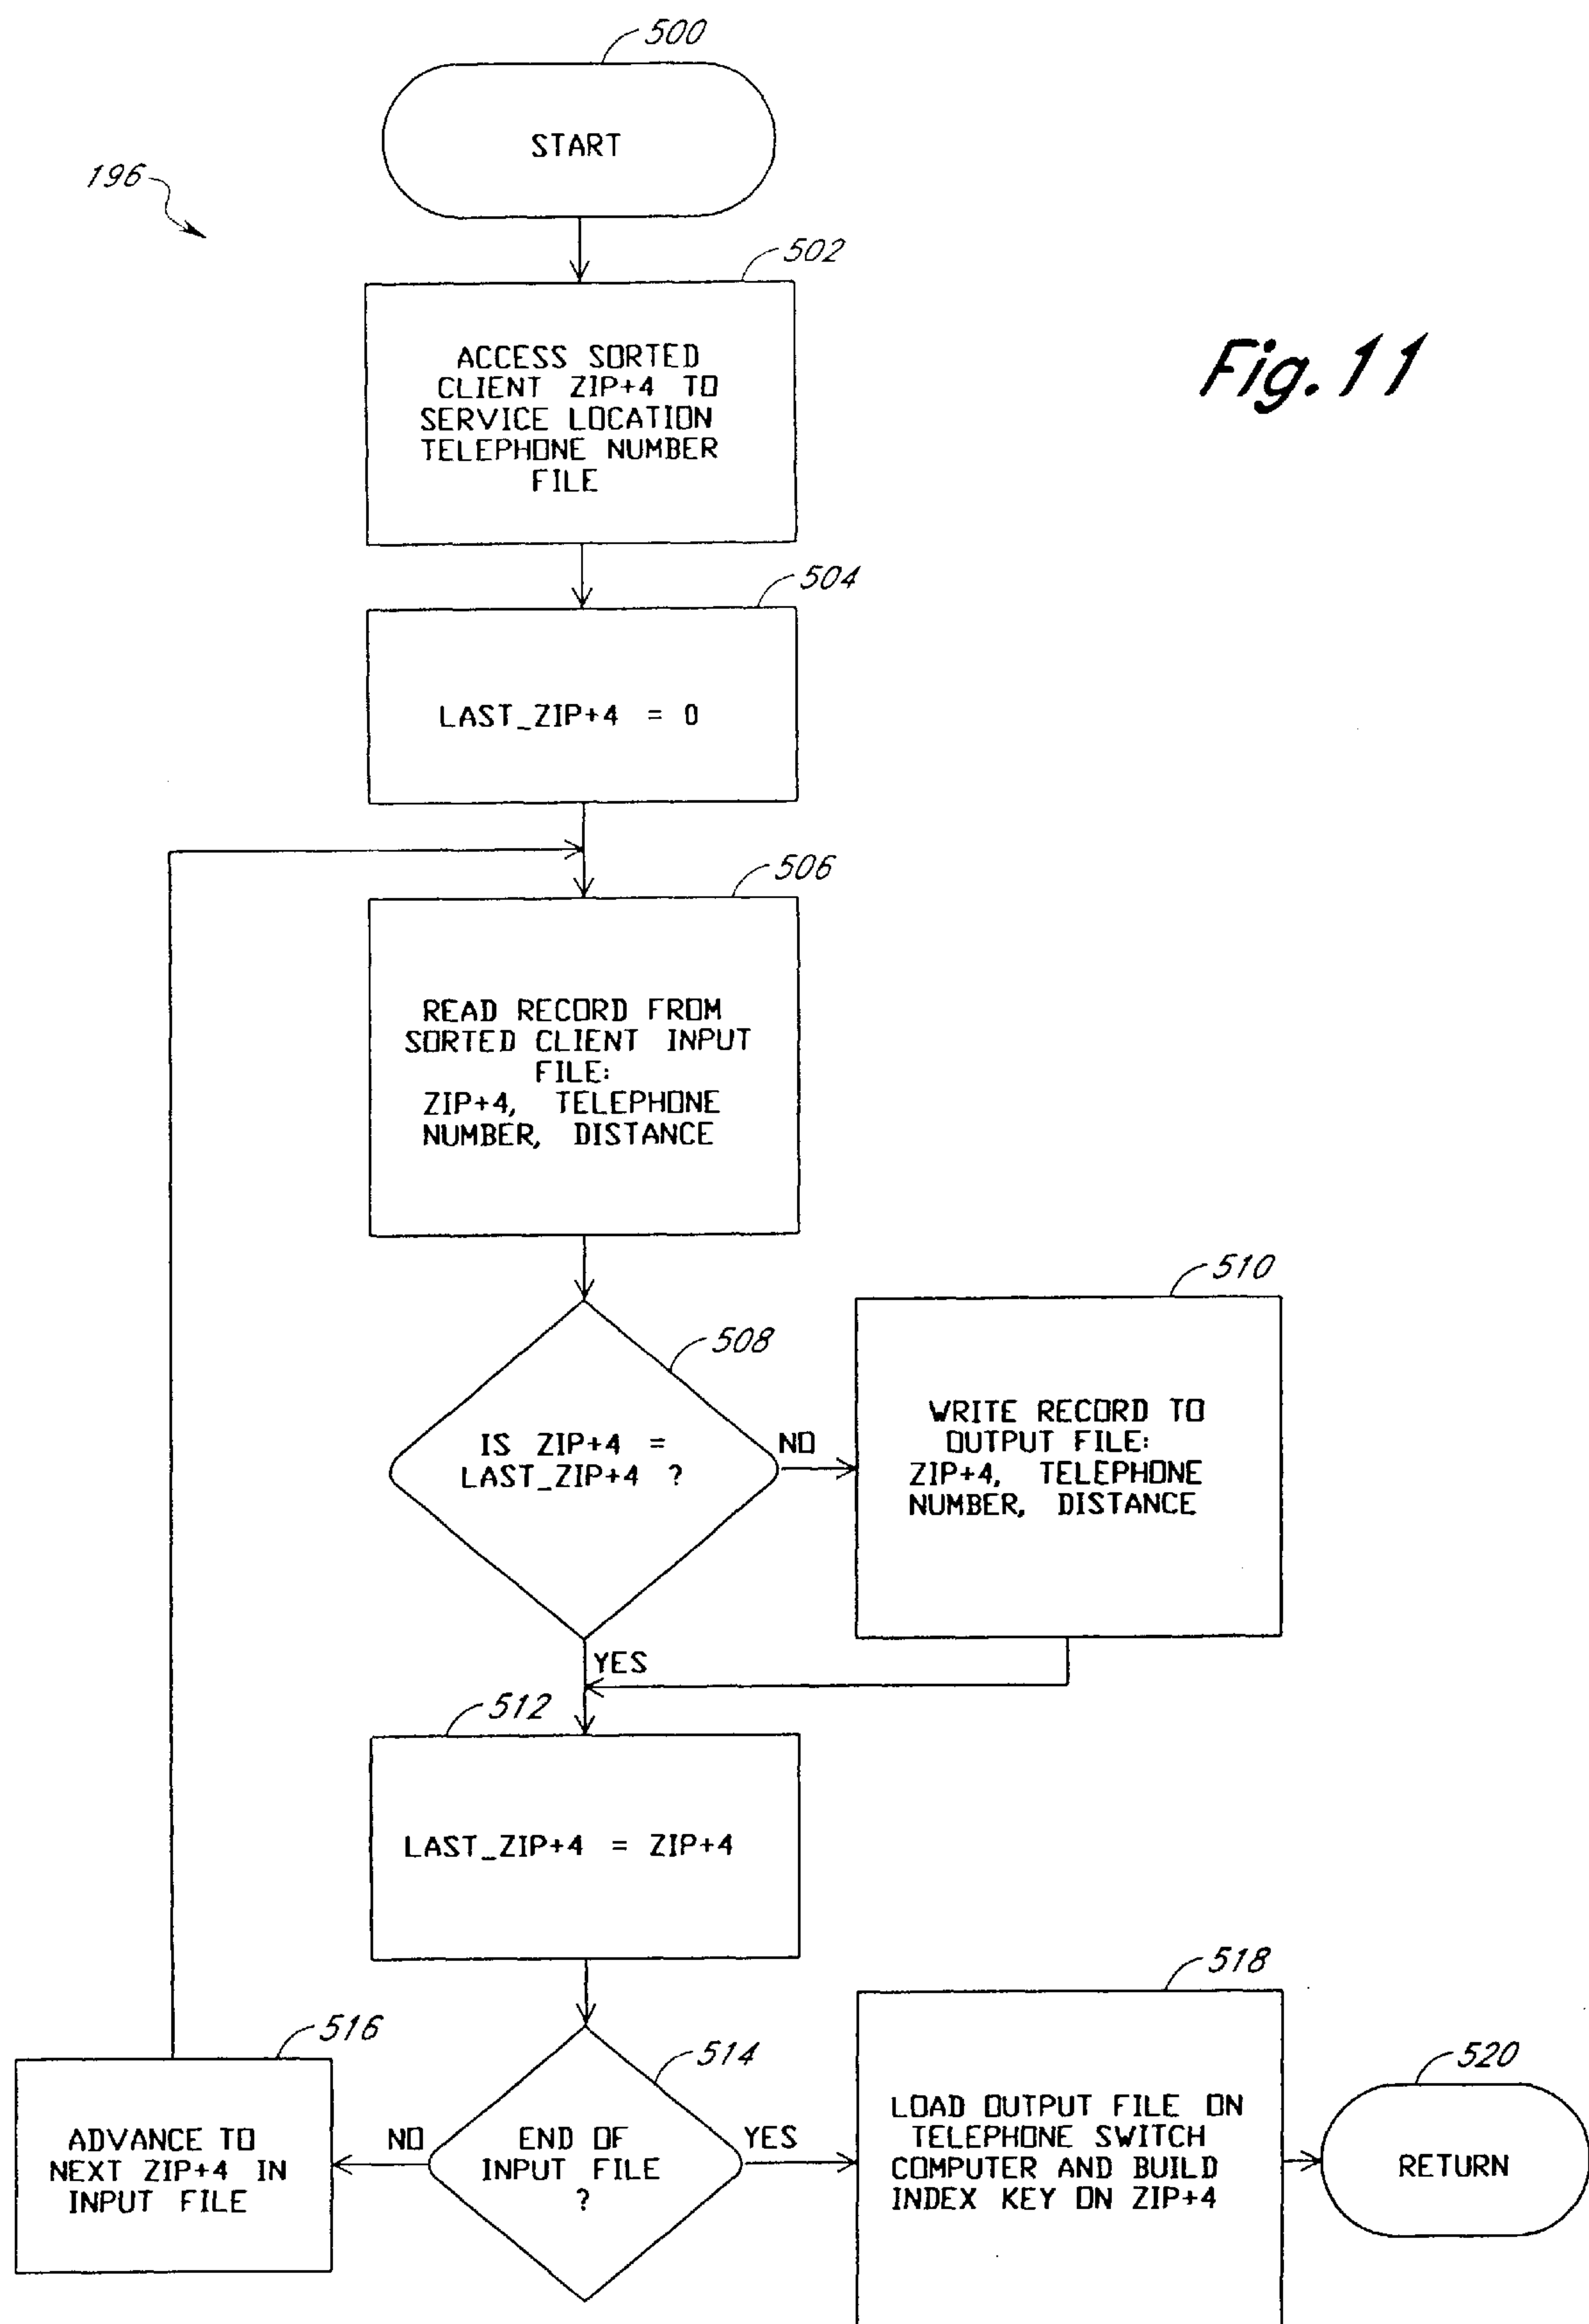 500
START
196
502
ACCESS SORTED
CLIENT ZIP+4 TO
SERVICE LOCATION
TELEPHONE NUMBER
FILE
Fig. 11
504
LAST_ZIP+4 = 0
506
READ RECORD FROM
SORTED CLIENT INPUT
FILE:
ZIP+4, TELEPHONE
NUMBER, DISTANCE
508
IS ZIP+4 =
LAST_ZIP+4 ?
NO
510
WRITE RECORD TO
OUTPUT FILE:
ZIP+4, TELEPHONE
NUMBER, DISTANCE
YES
512
LAST_ZIP+4 = ZIP+4
514
END OF
INPUT FILE
?
NO
516
ADVANCE TO
NEXT ZIP+4 IN
INPUT FILE
YES
518
LOAD OUTPUT FILE ON
TELEPHONE SWITCH
COMPUTER AND BUILD
INDEX KEY ON ZIP+4
520
RETURN